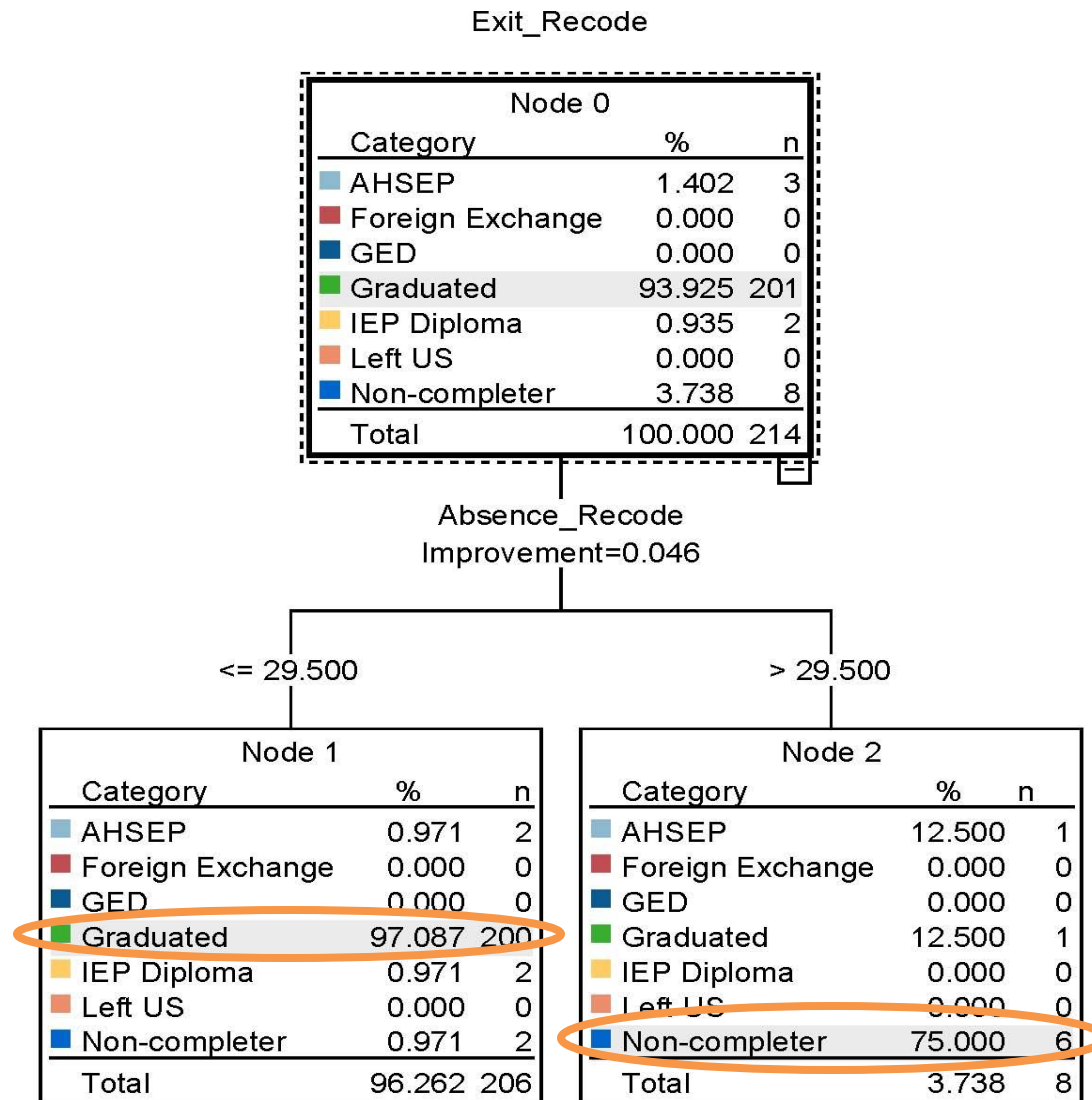 Exit_Recode
Node 0
Category % n
AHSEP 1.402 3
Foreign Exchange 0.000 0
GED 0.000 0
Graduated 93.925 201
IEP Diploma 0.935 2
Left US 0.000 0
Non-completer 3.738 8
Total 100.000 214
Absence_Recode
Improvement=0.046
<= 29.500
> 29.500
Node 1
Category % n
AHSEP 0.971 2
Foreign Exchange 0.000 0
GED 0.000 0
Graduated 97.087 200
IEP Diploma 0.971 2
Left US 0.000 0
Non-completer 0.971 2
Total 96.262 206
Node 2
Category % n
AHSEP 12.500 1
Foreign Exchange 0.000 0
GED 0.000 0
Graduated 12.500 1
IEP Diploma 0.000 0
Left US 0.000 0
Non-completer 75.000 6
Total 3.738 8